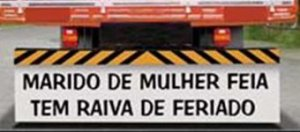 MARIDO DE MULHER FEIA
TEM RAIVA DE FERIADO